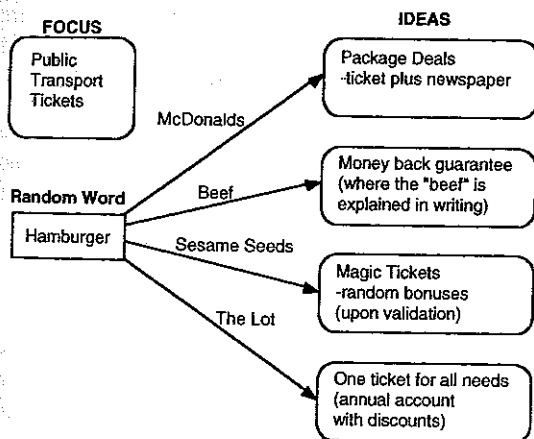 FOCUS
Public
Transport
Tickets
IDEAS
Package Deals
-ticket plus newspaper
McDonalds
Money back guarantee
(where the "beef" is
explained in writing)
Beef
Random Word
Hamburger
Sesame Seeds
Magic Tickets
-random bonuses
(upon validation)
The Lot
One ticket for all needs
(annual account
with discounts)